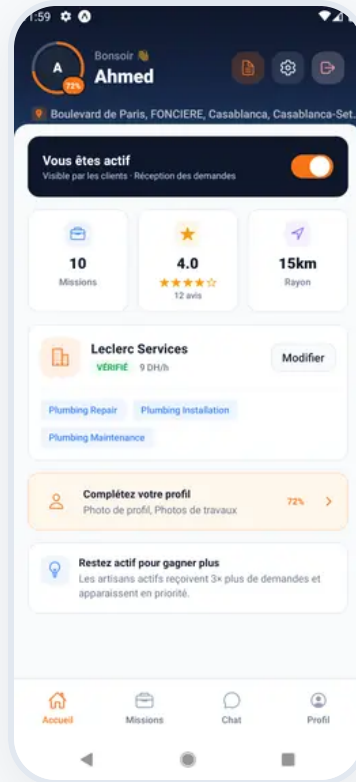 1:59
Bonsoir 👋
A
Ahmed
72%
Boulevard de Paris, FONCIERE, Casablanca, Casablanca-Set.
Vous êtes actif
Visible par les clients · Réception des demandes
10
Missions
4.0
★★★★☆
12 avis
15km
Rayon
Leclerc Services
VÉRIFIÉ 9 DH/h
Modifier
Plumbing Repair
Plumbing Installation
Plumbing Maintenance
Complétez votre profil
Photo de profil, Photos de travaux
72%
Restez actif pour gagner plus
Les artisans actifs reçoivent 3× plus de demandes et
apparaissent en priorité.
Accueil
Missions
Chat
Profil